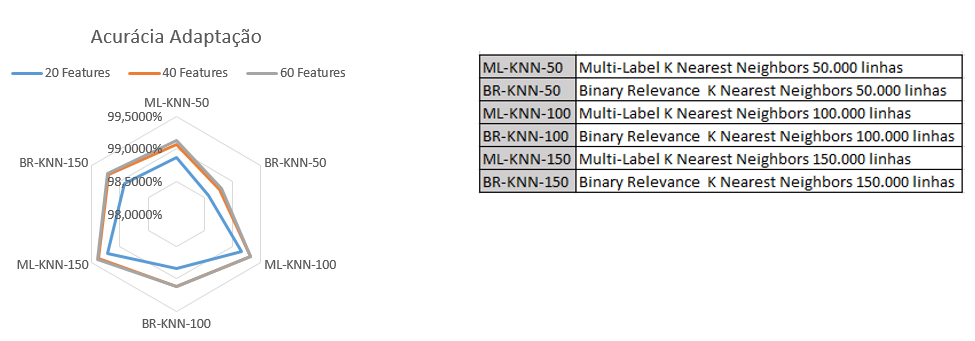 Acurácia Adaptação
20 Features 40 Features 60 Features
ML-KNN-50
99,5000%
99,0000%
BR-KNN-150 BR-KNN-50
98,5000%
98,0000%
ML-KNN-150 ML-KNN-100
BR-KNN-100
ML-KNN-50 Multi-Label K Nearest Neighbors 50.000 linhas
BR-KNN-50 Binary Relevance K Nearest Neighbors 50.000 linhas
ML-KNN-100 Multi-Label K Nearest Neighbors 100.000 linhas
BR-KNN-100 Binary Relevance K Nearest Neighbors 100.000 linhas
ML-KNN-150 Multi-Label K Nearest Neighbors 150.000 linhas
BR-KNN-150 Binary Relevance K Nearest Neighbors 150.000 linhas